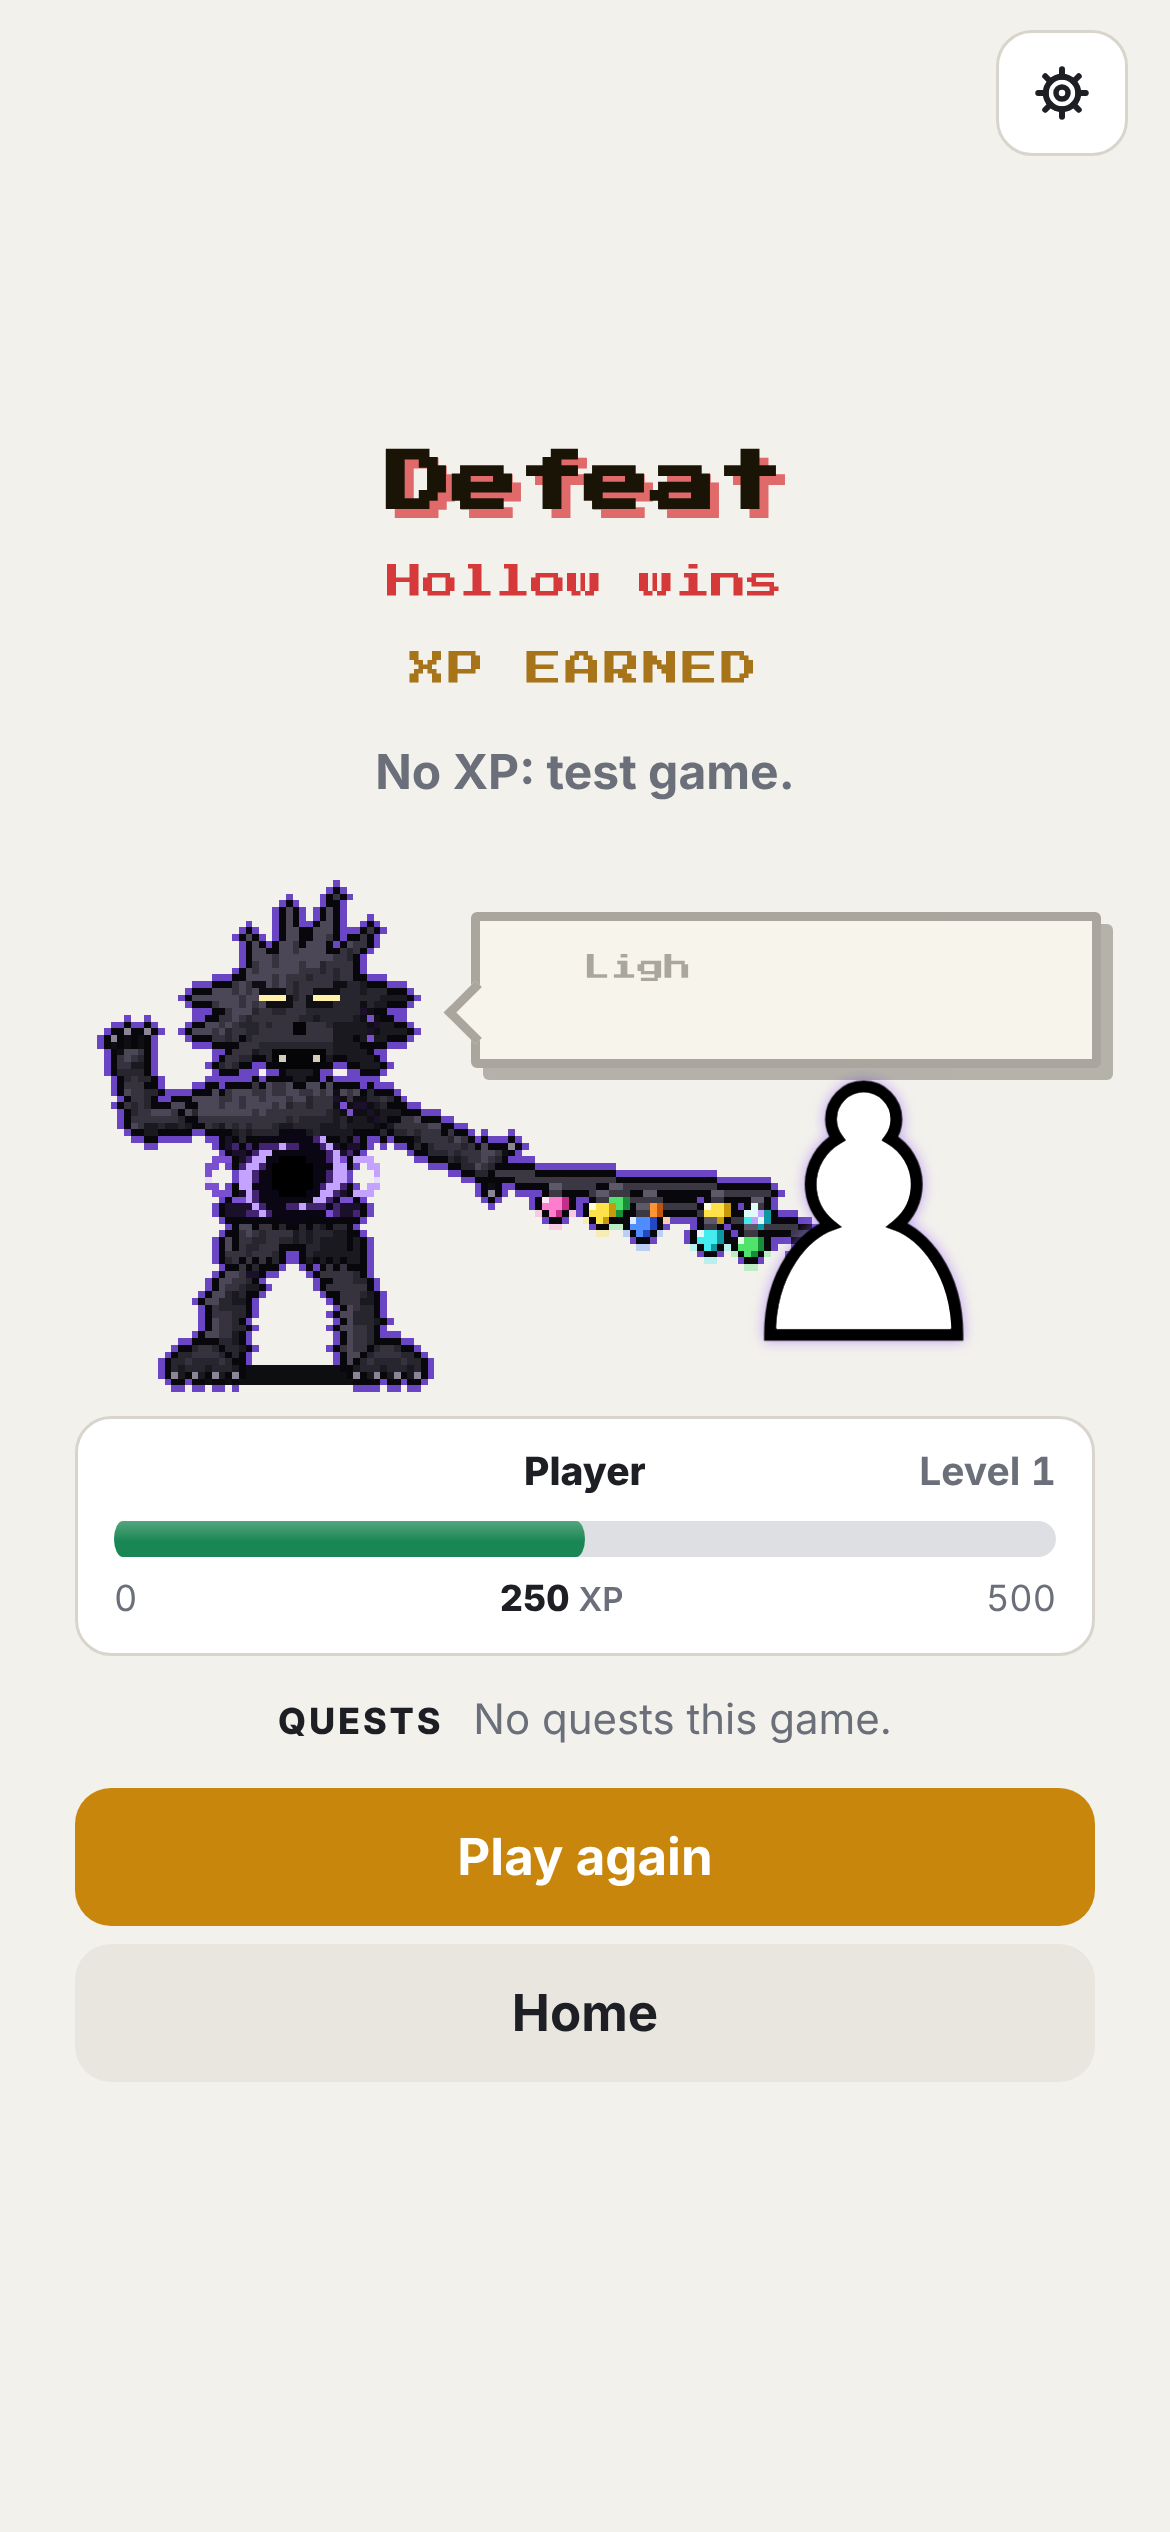 Defeat
Hollow wins
XP EARNED
No XP: test game.
Ligh
Player Level 1
0 250 XP 500
QUESTS No quests this game.
Play again
Home